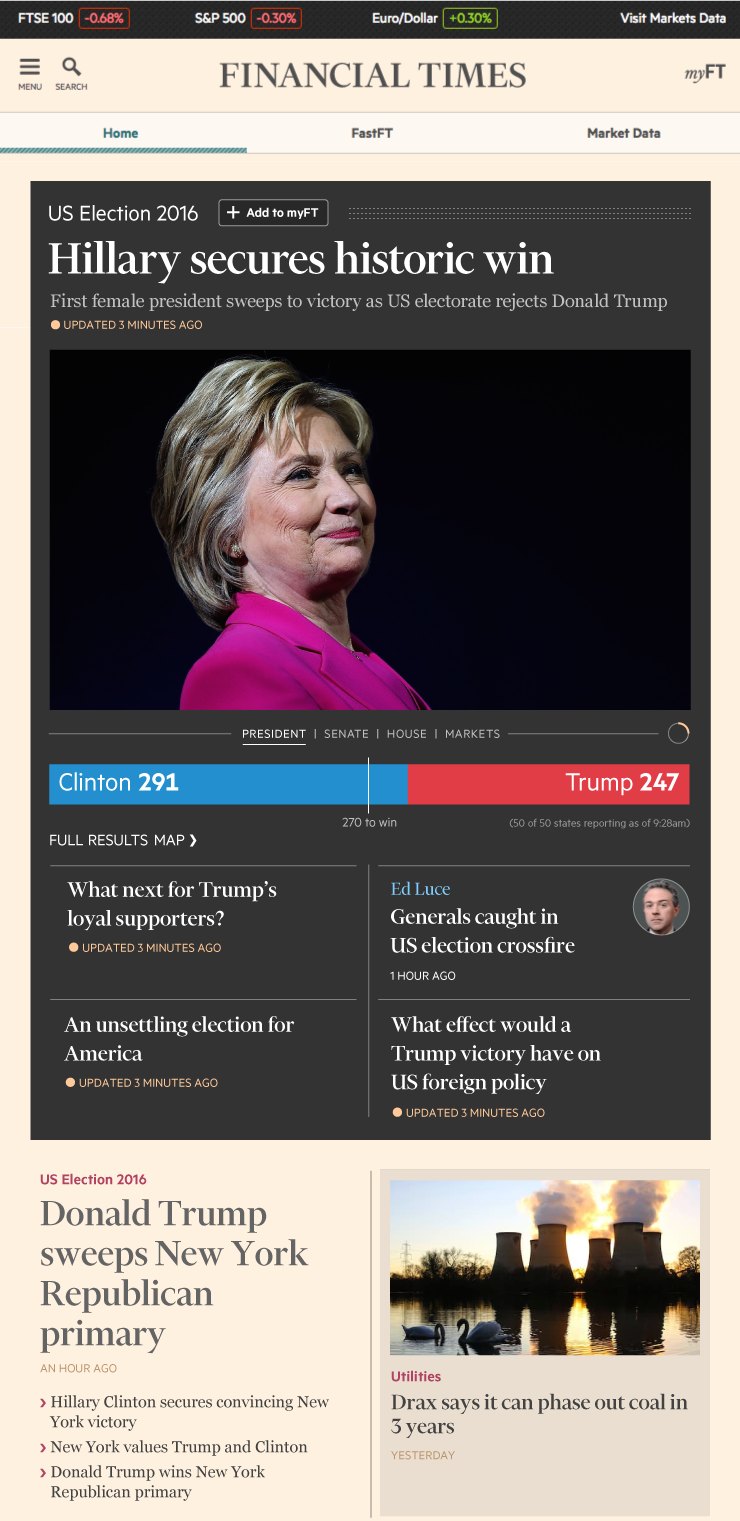 FTSE 100 -0.68% S&P 500 -0.30% Euro/Dollar +0.30% Visit Markets Data
MENU SEARCH
FINANCIAL TIMES
myFT
Home FastFT Market Data
US Election 2016 + Add to myFT
Hillary secures historic win
First female president sweeps to victory as US electorate rejects Donald Trump
UPDATED 3 MINUTES AGO
PRESIDENT | SENATE | HOUSE | MARKETS
Clinton 291 Trump 247
270 to win (50 of 50 states reporting as of 9:28am)
FULL RESULTS MAP ❯
What next for Trump’s
loyal supporters?
UPDATED 3 MINUTES AGO
Ed Luce
Generals caught in
US election crossfire
1 HOUR AGO
An unsettling election for
America
UPDATED 3 MINUTES AGO
What effect would a
Trump victory have on
US foreign policy
UPDATED 3 MINUTES AGO
US Election 2016
Donald Trump
sweeps New York
Republican
primary
AN HOUR AGO
› Hillary Clinton secures convincing New
York victory
› New York values Trump and Clinton
› Donald Trump wins New York
Republican primary
Utilities
Drax says it can phase out coal in
3 years
YESTERDAY